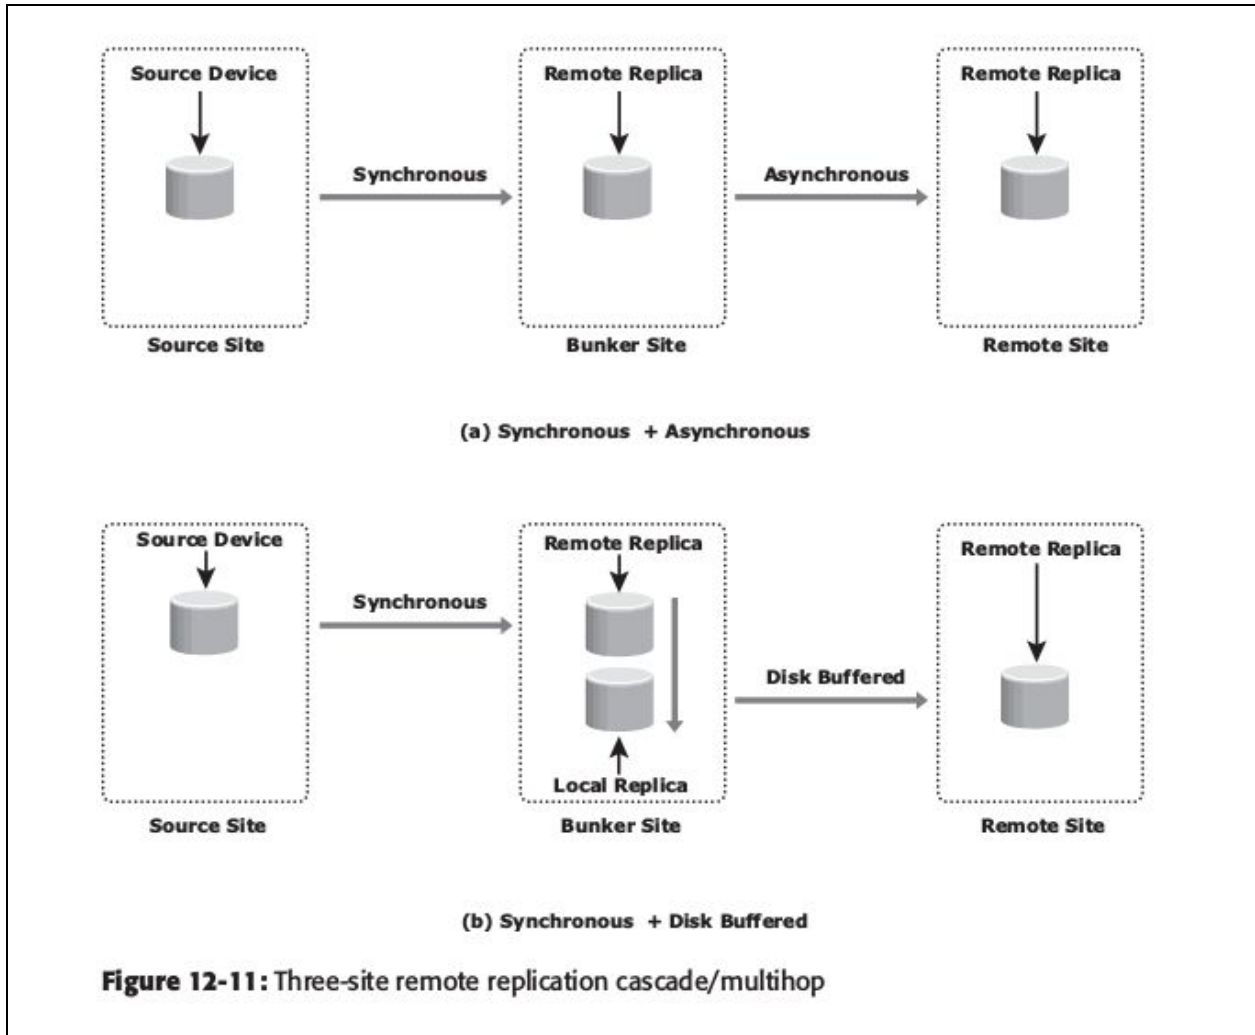 Source Device
Remote Replica
Remote Replica
Synchronous
Asynchronous
Source Site
Bunker Site
Remote Site
(a) Synchronous + Asynchronous
Source Device
Remote Replica
Remote Replica
Synchronous
Disk Buffered
Local Replica
Source Site
Bunker Site
Remote Site
(b) Synchronous + Disk Buffered
Figure 12-11: Three-site remote replication cascade/multihop